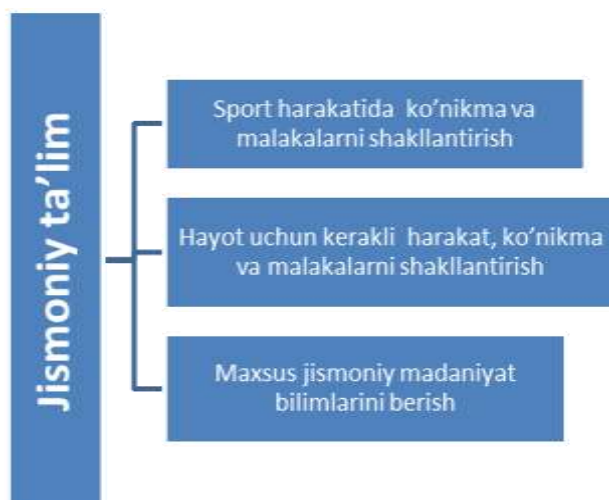 Jismoniy ta’lim
Sport harakatida ko’nikma va
malakalarni shakllantirish
Hayot uchun kerakli harakat, ko’nikma
va malakalarni shakllantirish
Maxsus jismoniy madaniyat
bilimlarini berish